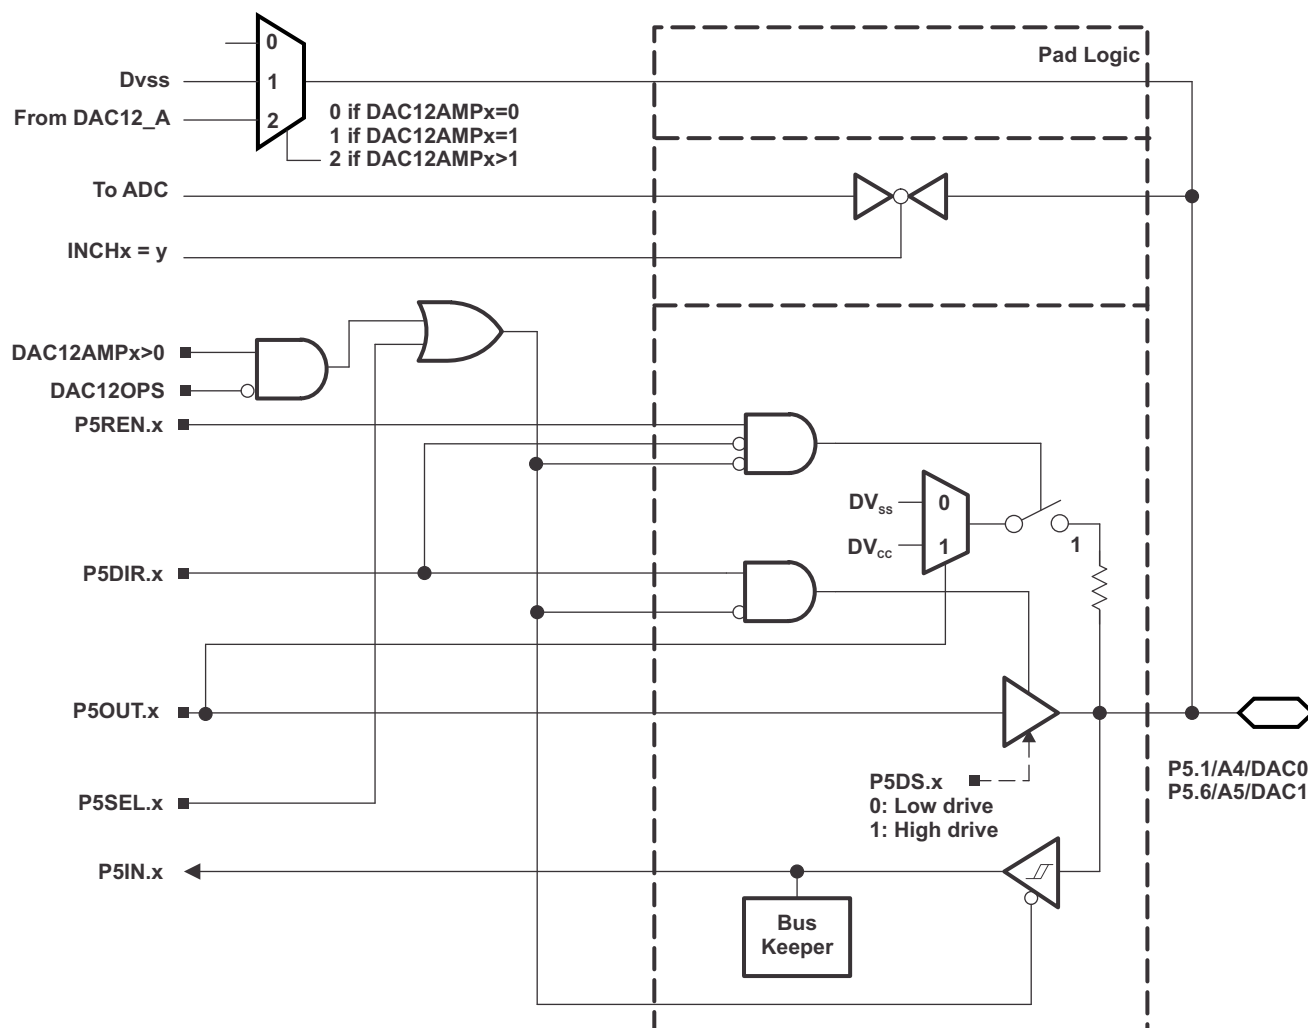 Pad Logic
0
Dvss
1
From DAC12_A
2
0 if DAC12AMPx=0
1 if DAC12AMPx=1
2 if DAC12AMPx>1
To ADC
INCHx = y
DAC12AMPx>0
DAC12OPS
P5REN.x
DVss
0
DVcc
1
1
P5DIR.x
P5OUT.x
P5DS.x
0: Low drive
1: High drive
P5.1/A4/DAC0
P5.6/A5/DAC1
P5SEL.x
P5IN.x
Bus
Keeper